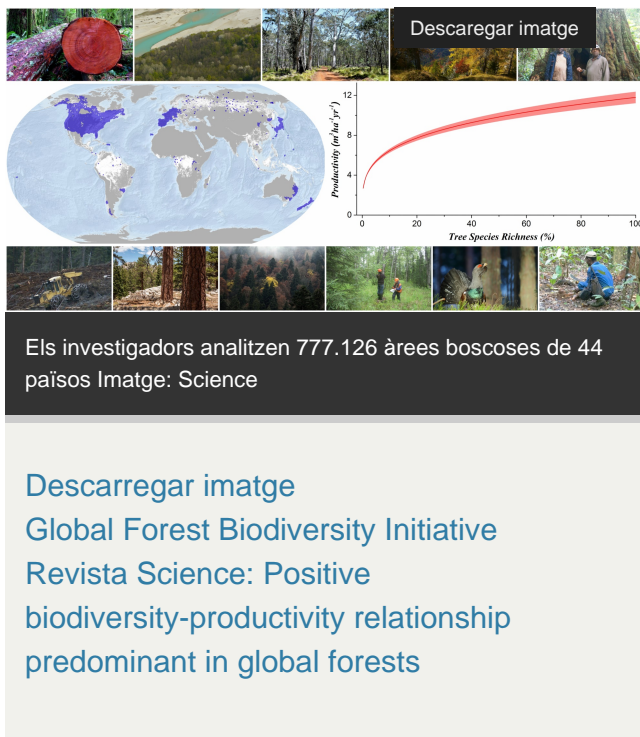 Descaregar imatge
Productivity (m³ha⁻¹yr⁻¹)
12
8
4
0
0 20 40 60 80 100
Tree Species Richness (%)
Els investigadors analitzen 777.126 àrees boscoses de 44
països Imatge: Science
Descarregar imatge
Global Forest Biodiversity Initiative
Revista Science: Positive
biodiversity-productivity relationship
predominant in global forests